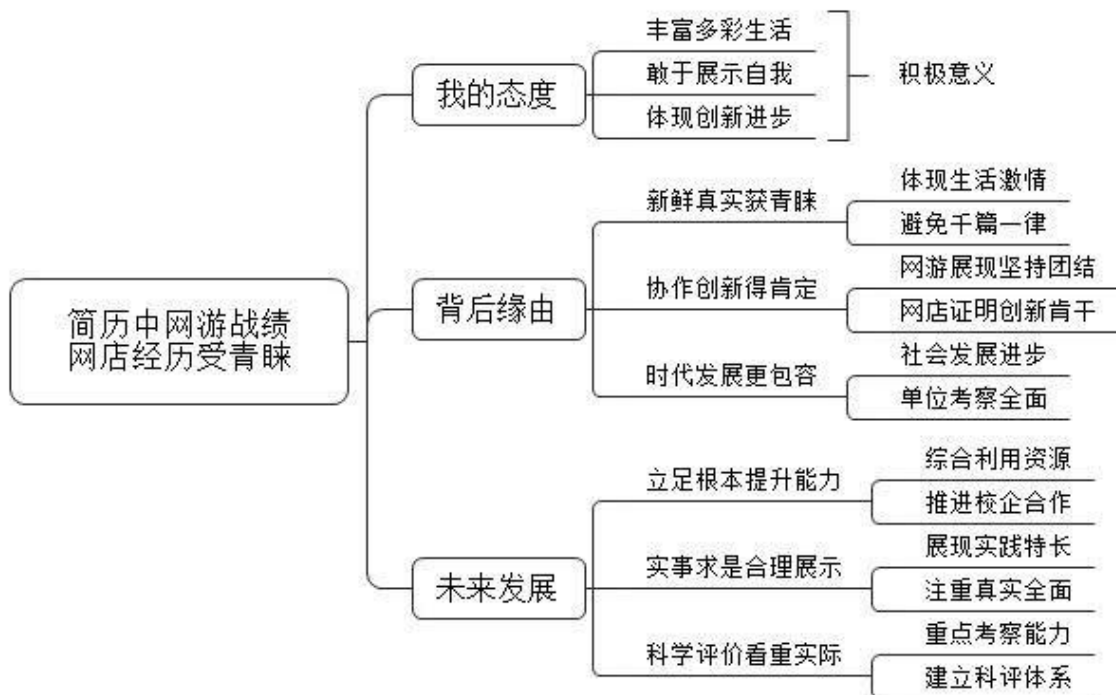 简历中网游战绩
网店经历受青睐
我的态度
丰富多彩生活
敢于展示自我
体现创新进步
积极意义
背后缘由
新鲜真实获青睐
体现生活激情
避免千篇一律
协作创新得肯定
网游展现坚持团结
网店证明创新肯干
时代发展更包容
社会发展进步
单位考察全面
未来发展
立足根本提升能力
综合利用资源
推进校企合作
实事求是合理展示
展现实践特长
注重真实全面
科学评价看重实际
重点考察能力
建立科评体系